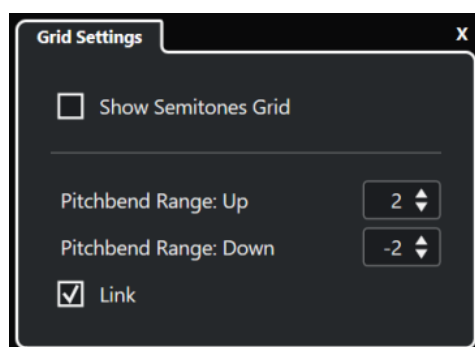 Grid Settings X
Show Semitones Grid
Pitchbend Range: Up 2
Pitchbend Range: Down -2
Link